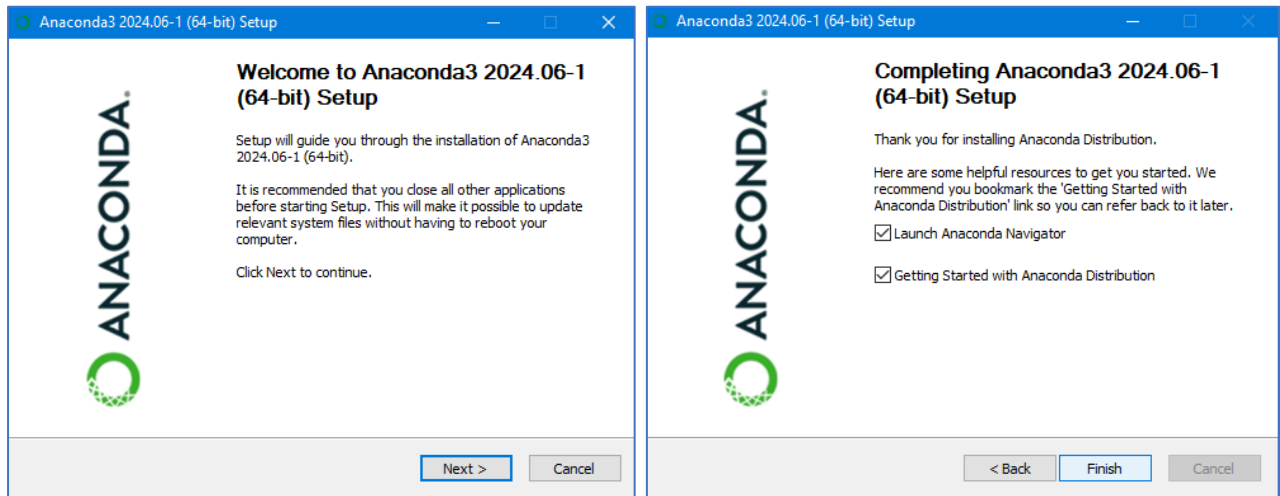 Anaconda3 2024.06-1 (64-bit) Setup
ANACONDA.
Welcome to Anaconda3 2024.06-1
(64-bit) Setup
Setup will guide you through the installation of Anaconda3
2024.06-1 (64-bit).
It is recommended that you close all other applications
before starting Setup. This will make it possible to update
relevant system files without having to reboot your
computer.
Click Next to continue.
Next >
Cancel
Anaconda3 2024.06-1 (64-bit) Setup
ANACONDA.
Completing Anaconda3 2024.06-1
(64-bit) Setup
Thank you for installing Anaconda Distribution.
Here are some helpful resources to get you started. We
recommend you bookmark the 'Getting Started with
Anaconda Distribution' link so you can refer back to it later.
Launch Anaconda Navigator
Getting Started with Anaconda Distribution
< Back
Finish
Cancel